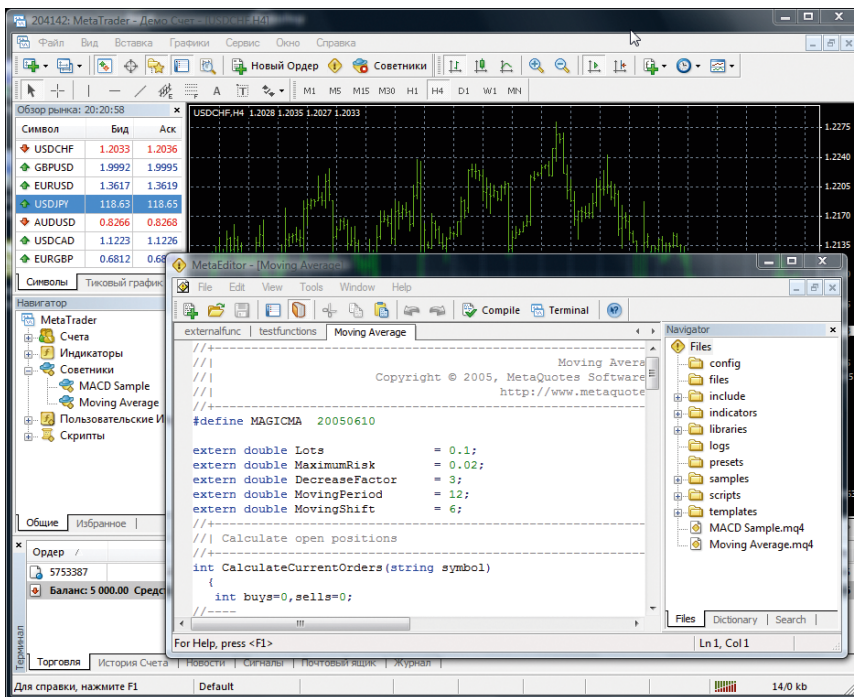 204142: MetaTrader - Демо Счет - [USDCHF,H4]
Файл Вид Вставка Графики Сервис Окно Справка
Новый Ордер Советники
A T M1 M5 M15 M30 H1 H4 D1 W1 MN
Обзор рынка: 20:20:58
Символ Бид Аск
USDCHF 1.2033 1.2036
GBPUSD 1.9992 1.9995
EURUSD 1.3617 1.3619
USDJPY 118.63 118.65
AUDUSD 0.8266 0.8268
USDCAD 1.1223 1.1226
EURGBP 0.6812
Символы Тиковый график
USDCHF,H4 1.2028 1.2035 1.2027 1.2033
1.2275
1.2240
1.2205
1.2170
1.2135
Навигатор
MetaTrader
Счета
Индикаторы
Советники
MACD Sample
Moving Average
Пользовательские И
Скрипты
Общие Избранное
MetaEditor - [Moving Average]
File Edit View Tools Window Help
Compile Terminal
externalfunc testfunctions Moving Average
//+------------------------------------------------------------------
//| Moving Avera
//| Copyright © 2005, MetaQuotes Software
//| http://www.metaquote
//+------------------------------------------------------------------
#define MAGICMA 20050610
extern double Lots = 0.1;
extern double MaximumRisk = 0.02;
extern double DecreaseFactor = 3;
extern double MovingPeriod = 12;
extern double MovingShift = 6;
//+------------------------------------------------------------------
//| Calculate open positions
//+------------------------------------------------------------------
int CalculateCurrentOrders(string symbol)
{
int buys=0,sells=0;
//----
Navigator
Files
config
files
include
indicators
libraries
logs
presets
samples
scripts
templates
MACD Sample.mq4
Moving Average.mq4
Files Dictionary Search
For Help, press <F1> Ln 1, Col 1
Ордер /
5753387
Баланс: 5 000.00 Средс
Терминал
Торговля История Счета Новости Сигналы Почтовый ящик Журнал
Для справки, нажмите F1 Default 14/0 kb